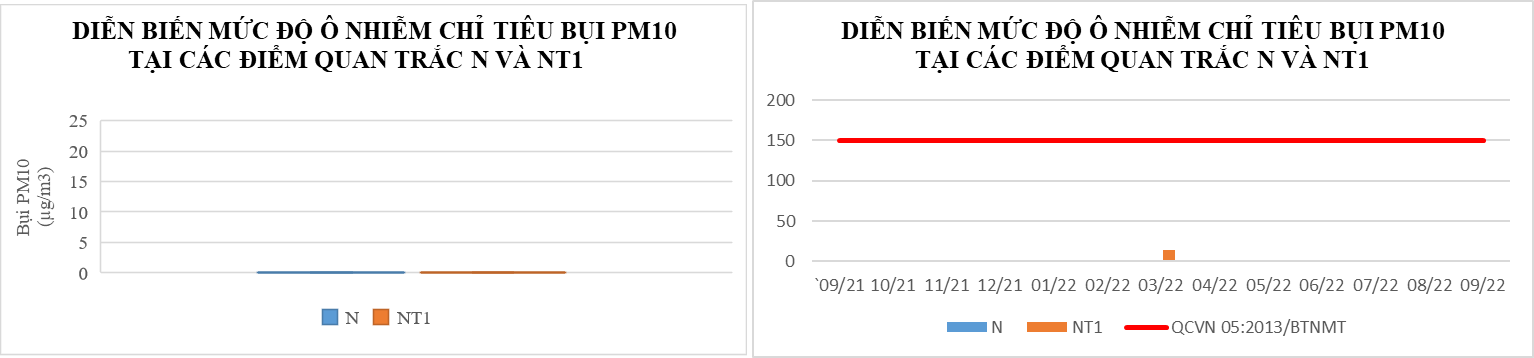 DIỄN BIẾN MỨC ĐỘ Ô NHIỄM CHỈ TIÊU BỤI PM10
TẠI CÁC ĐIỂM QUAN TRẮC N VÀ NT1
25
20
15
10
5
0
Bụi PM10
(µg/m3)
N NT1
DIỄN BIẾN MỨC ĐỘ Ô NHIỄM CHỈ TIÊU BỤI PM10
TẠI CÁC ĐIỂM QUAN TRẮC N VÀ NT1
200
150
100
50
0
`09/21 10/21 11/21 12/21 01/22 02/22 03/22 04/22 05/22 06/22 07/22 08/22 09/22
N NT1 QCVN 05:2013/BTNMT